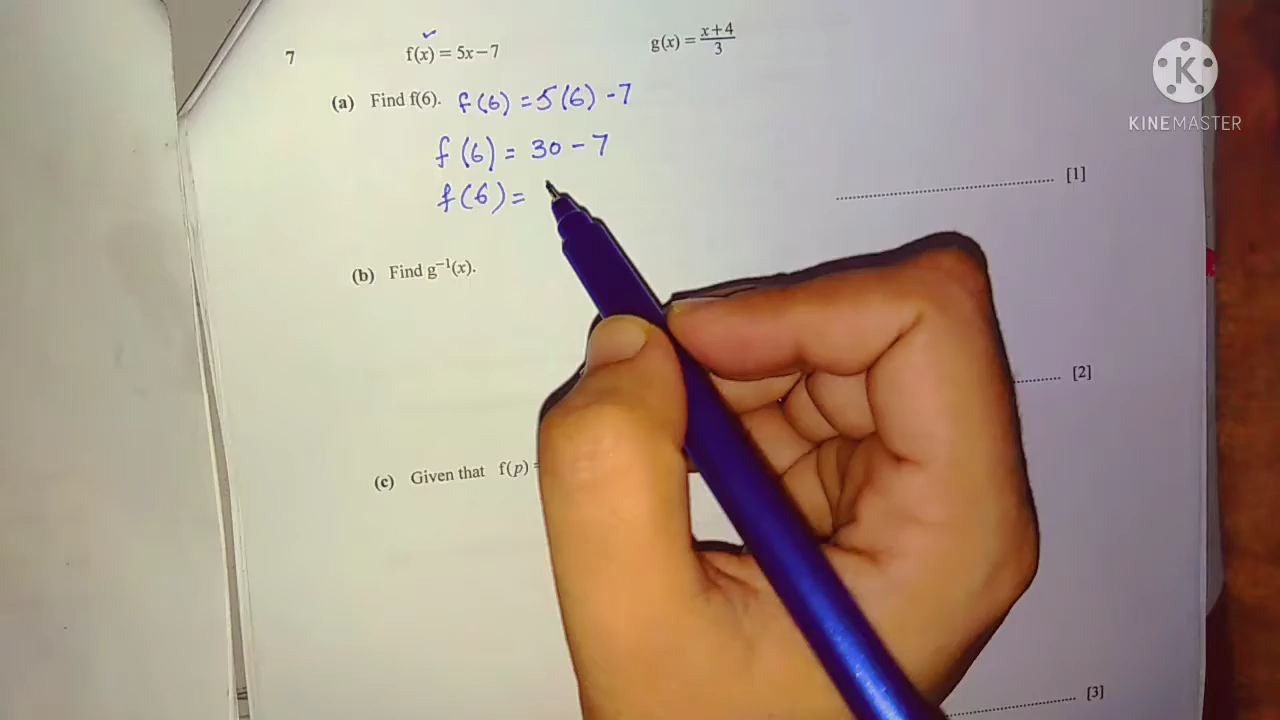 7 f(x) = 5x−7 g(x) = x+4/3
(a) Find f(6). f(6) = 5(6) -7
f(6) = 30 - 7
f(6) =
[1]
(b) Find g⁻¹(x).
[2]
(c) Given that f(p) =
[3]
K
KINEMASTER